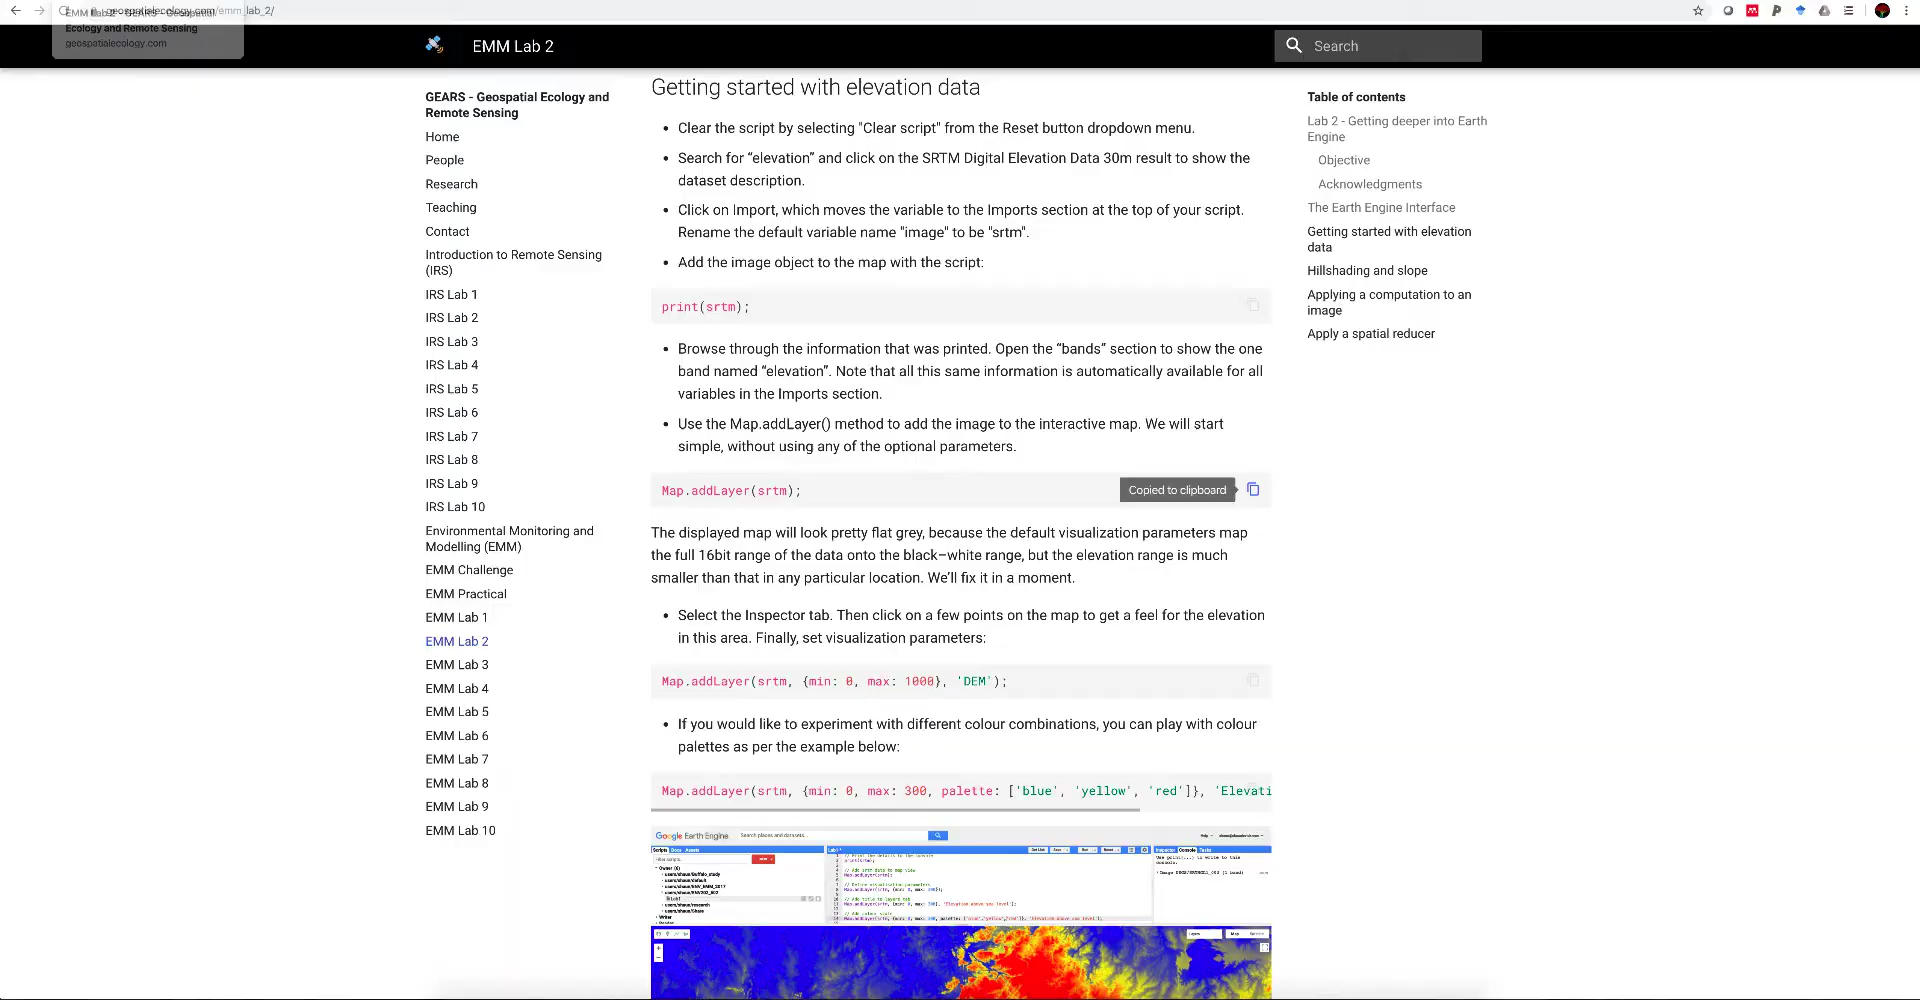 geospatialecology.com/emm_lab_2/
Ecology and Remote Sensing
geospatialecology.com
EMM Lab 2
Search
GEARS - Geospatial Ecology and
Remote Sensing
Home
People
Research
Teaching
Contact
Introduction to Remote Sensing
(IRS)
IRS Lab 1
IRS Lab 2
IRS Lab 3
IRS Lab 4
IRS Lab 5
IRS Lab 6
IRS Lab 7
IRS Lab 8
IRS Lab 9
IRS Lab 10
Environmental Monitoring and
Modelling (EMM)
EMM Challenge
EMM Practical
EMM Lab 1
EMM Lab 2
EMM Lab 3
EMM Lab 4
EMM Lab 5
EMM Lab 6
EMM Lab 7
EMM Lab 8
EMM Lab 9
EMM Lab 10
Getting started with elevation data
• Clear the script by selecting "Clear script" from the Reset button dropdown menu.
• Search for “elevation” and click on the SRTM Digital Elevation Data 30m result to show the
dataset description.
• Click on Import, which moves the variable to the Imports section at the top of your script.
Rename the default variable name "image" to be "srtm".
• Add the image object to the map with the script:
print(srtm);
• Browse through the information that was printed. Open the “bands” section to show the one
band named “elevation”. Note that all this same information is automatically available for all
variables in the Imports section.
• Use the Map.addLayer() method to add the image to the interactive map. We will start
simple, without using any of the optional parameters.
Map.addLayer(srtm);
Copied to clipboard
The displayed map will look pretty flat grey, because the default visualization parameters map
the full 16bit range of the data onto the black–white range, but the elevation range is much
smaller than that in any particular location. We’ll fix it in a moment.
• Select the Inspector tab. Then click on a few points on the map to get a feel for the elevation
in this area. Finally, set visualization parameters:
Map.addLayer(srtm, {min: 0, max: 1000}, 'DEM');
• If you would like to experiment with different colour combinations, you can play with colour
palettes as per the example below:
Map.addLayer(srtm, {min: 0, max: 300, palette: ['blue', 'yellow', 'red']}, 'Elevati
Google Earth Engine
Search places and datasets...
Scripts Docs Assets
Inspector Console Tasks
Table of contents
Lab 2 - Getting deeper into Earth
Engine
Objective
Acknowledgments
The Earth Engine Interface
Getting started with elevation
data
Hillshading and slope
Applying a computation to an
image
Apply a spatial reducer